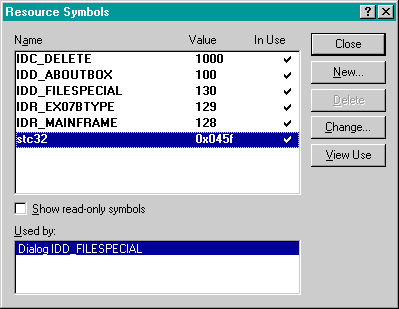 Resource Symbols
Name Value In Use
IDC_DELETE 1000
IDD_ABOUTBOX 100
IDD_FILESPECIAL 130
IDR_EX07BTYPE 129
IDR_MAINFRAME 128
stc32 0x045f
Close
New...
Delete
Change...
View Use
Show read-only symbols
Used by:
Dialog IDD_FILESPECIAL